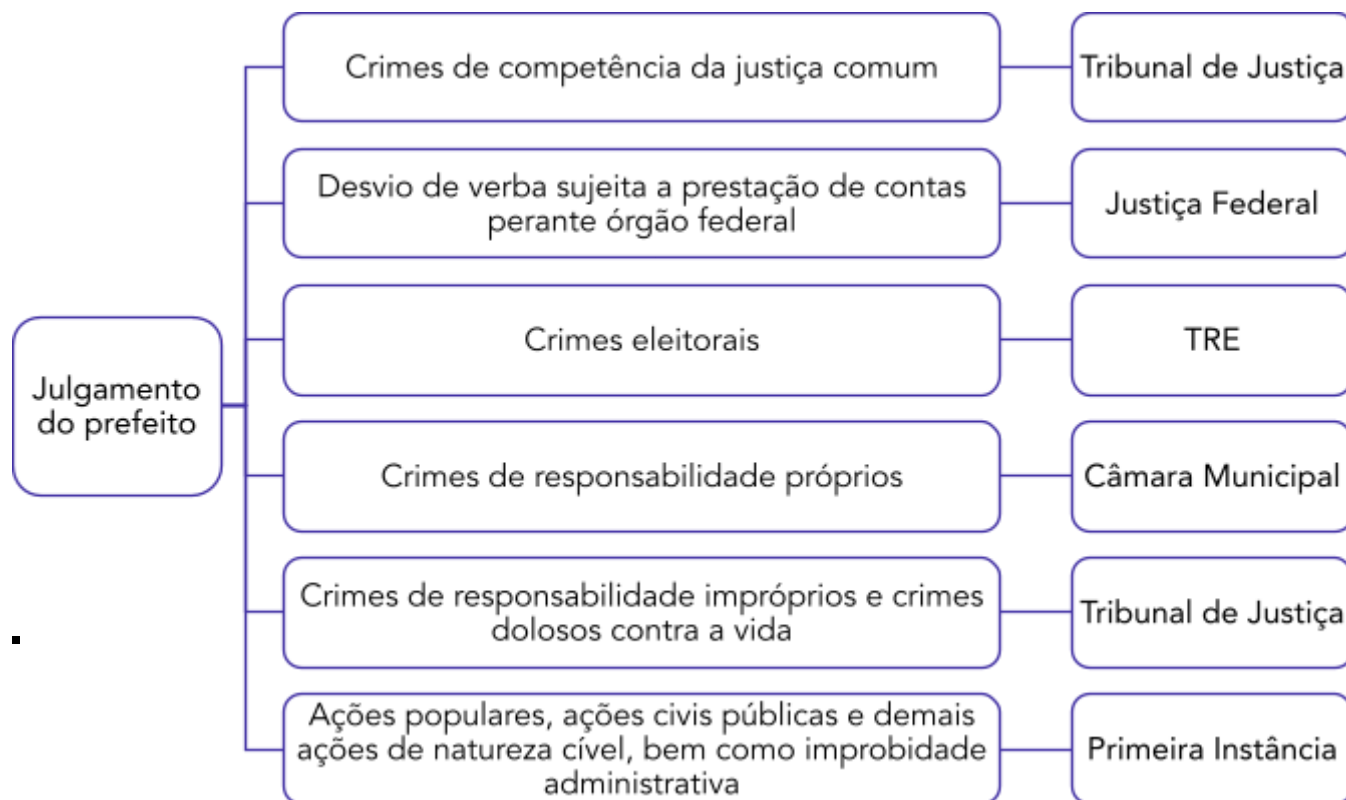 Crimes de competência da justiça comum
Tribunal de Justiça
Desvio de verba sujeita a prestação de contas
perante órgão federal
Justiça Federal
Crimes eleitorais
TRE
Julgamento
do prefeito
Crimes de responsabilidade próprios
Câmara Municipal
Crimes de responsabilidade impróprios e crimes
dolosos contra a vida
Tribunal de Justiça
Ações populares, ações civis públicas e demais
ações de natureza cível, bem como improbidade
administrativa
Primeira Instância